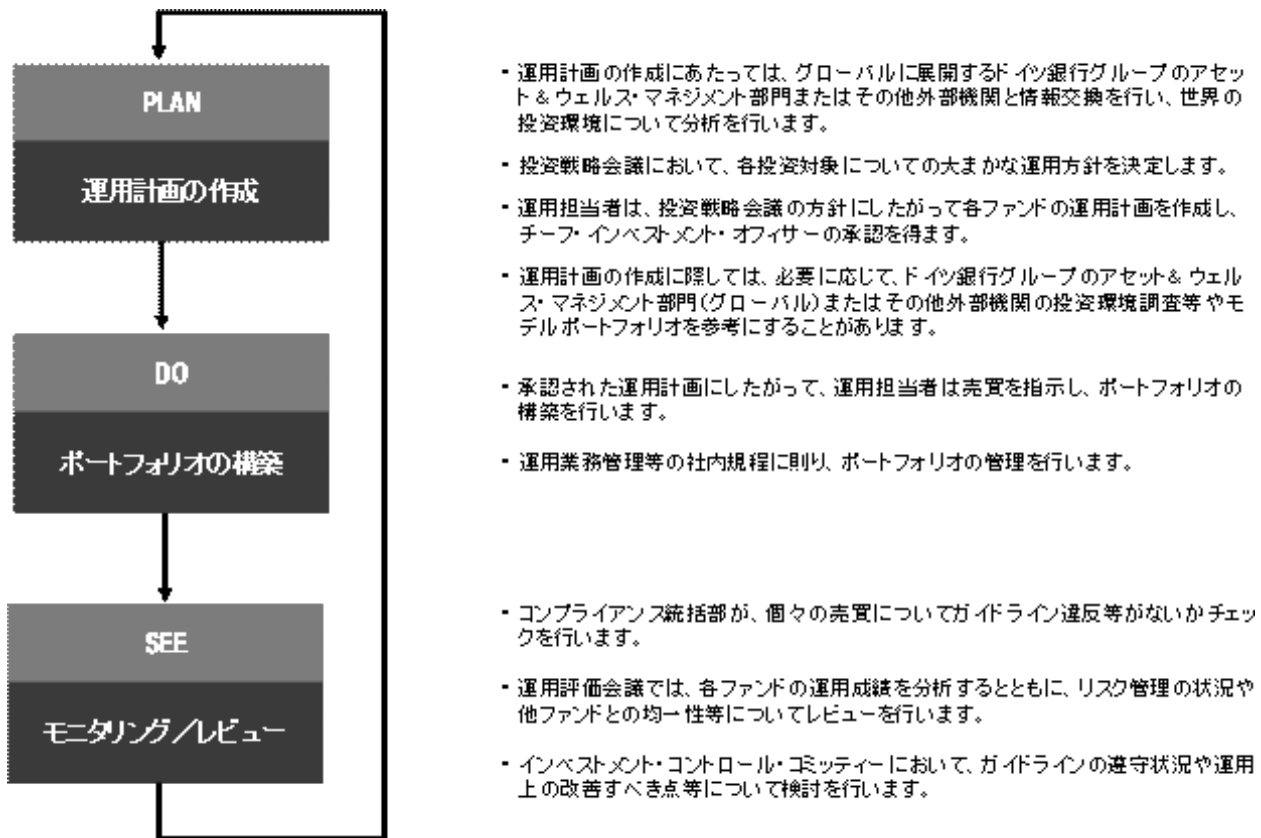 PLAN
運用計画の作成
・運用計画の作成にあたっては、グローバルに展開するドイツ銀行グループのアセッ
ト＆ウェルス・マネジメント部門またはその他外部機関と情報交換を行い、世界の
投資環境について分析を行います。
・投資戦略会議において、各投資対象についての大まかな運用方針を決定します。
・運用担当者は、投資戦略会議の方針にしたがって各ファンドの運用計画を作成し、
チーフ・インベストメント・オフィサーの承認を得ます。
・運用計画の作成に際しては、必要に応じて、ドイツ銀行グループのアセット＆ウェル
ス・マネジメント部門(グローバル)またはその他外部機関の投資環境調査等やモ
デルポートフォリオを参考にすることがあります。
DO
ポートフォリオの構築
・承認された運用計画にしたがって、運用担当者は売買を指示し、ポートフォリオの
構築を行います。
・運用業務管理等の社内規程に則り、ポートフォリオの管理を行います。
SEE
モニタリング／レビュー
・コンプライアンス統括部が、個々の売買についてガイドライン違反等がないかチェッ
クを行います。
・運用評価会議では、各ファンドの運用成績を分析するとともに、リスク管理の状況や
他ファンドとの均一性等についてレビューを行います。
・インベストメント・コントロール・コミッティーにおいて、ガイドラインの遵守状況や運用
上の改善すべき点等について検討を行います。